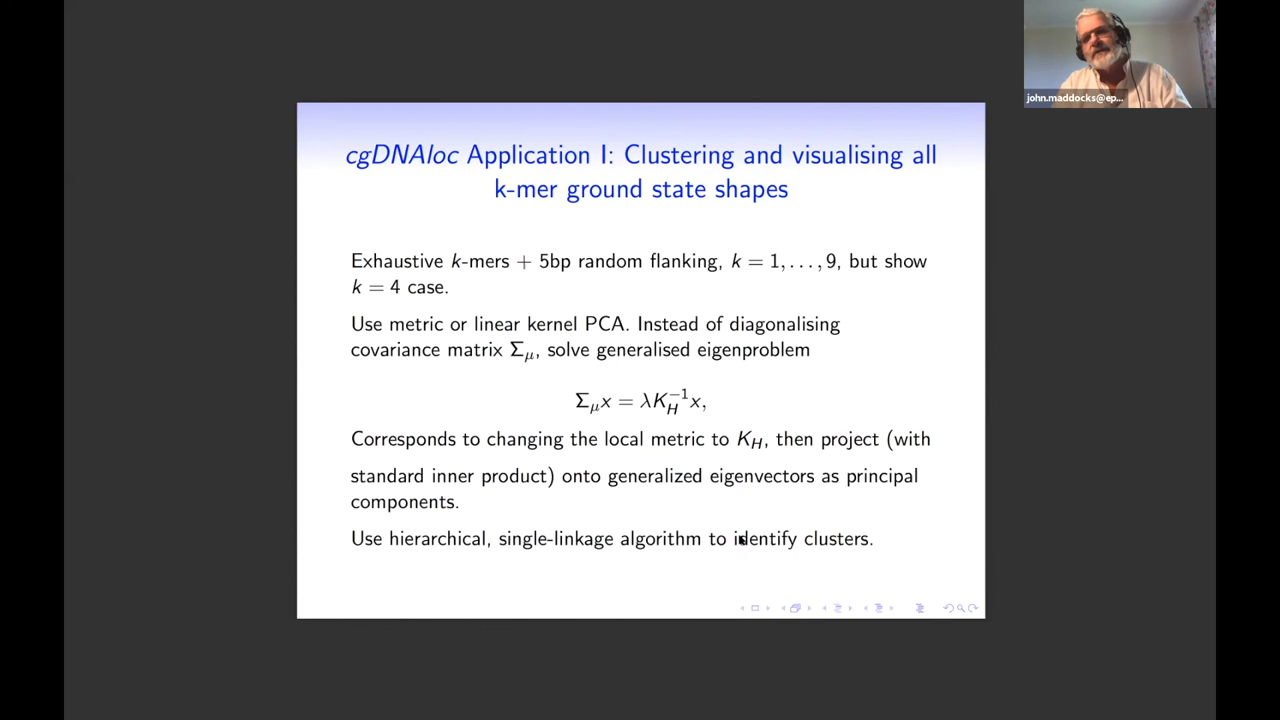 john.maddocks@ep...
cgDNAloc Application I: Clustering and visualising all
k-mer ground state shapes
Exhaustive k-mers + 5bp random flanking, k = 1, . . . , 9, but show
k = 4 case.
Use metric or linear kernel PCA. Instead of diagonalising
covariance matrix Σ_μ, solve generalised eigenproblem
Σ_μ x = λK_H^{-1} x,
Corresponds to changing the local metric to K_H, then project (with
standard inner product) onto generalized eigenvectors as principal
components.
Use hierarchical, single-linkage algorithm to identify clusters.